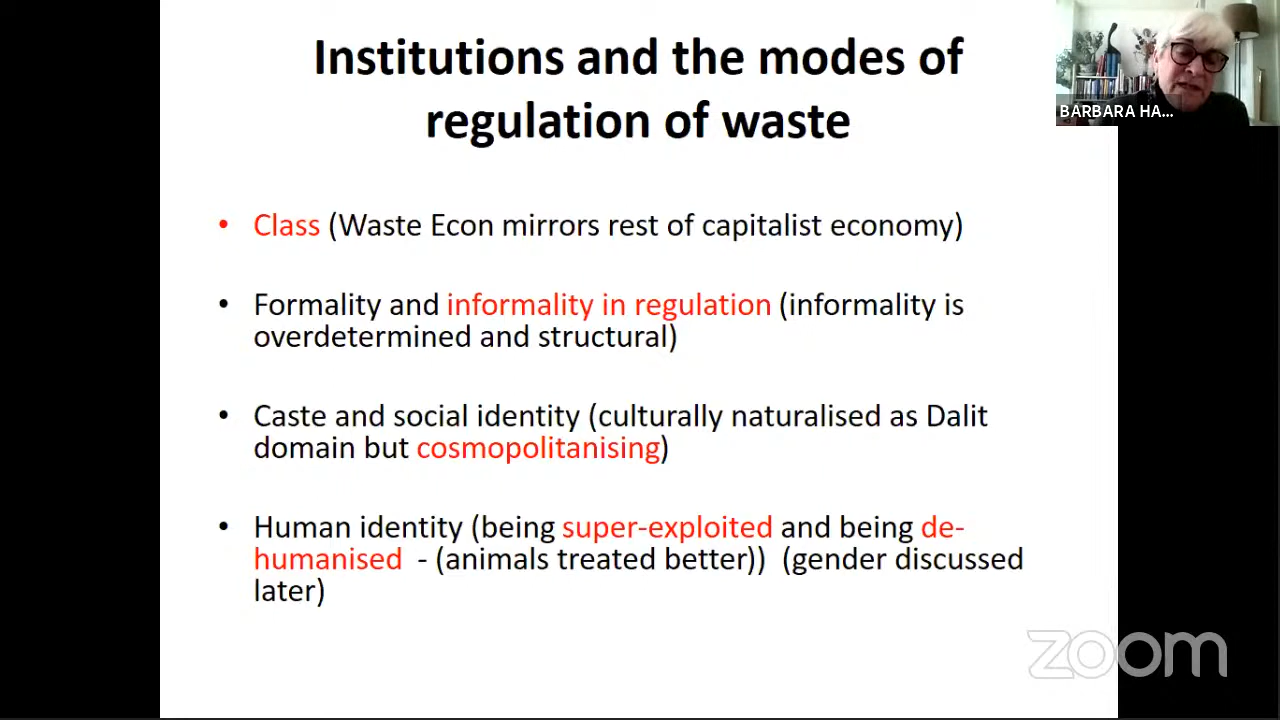 Institutions and the modes of
regulation of waste
BARBARA HA...
• Class (Waste Econ mirrors rest of capitalist economy)
• Formality and informality in regulation (informality is
overdetermined and structural)
• Caste and social identity (culturally naturalised as Dalit
domain but cosmopolitanising)
• Human identity (being super-exploited and being de-
humanised - (animals treated better)) (gender discussed
later)
zoom